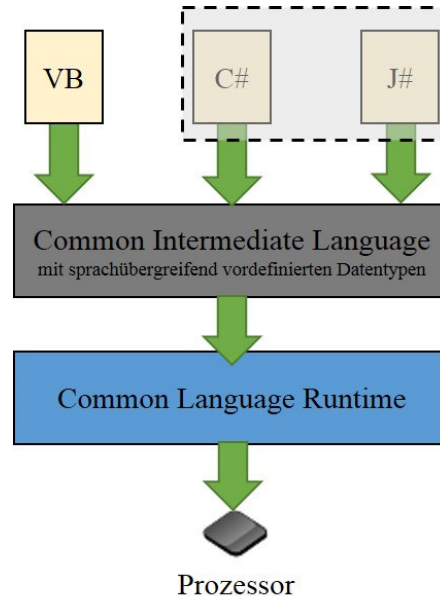 VB
C#
J#
Common Intermediate Language
mit sprachübergreifend vordefinierten Datentypen
Common Language Runtime
Prozessor